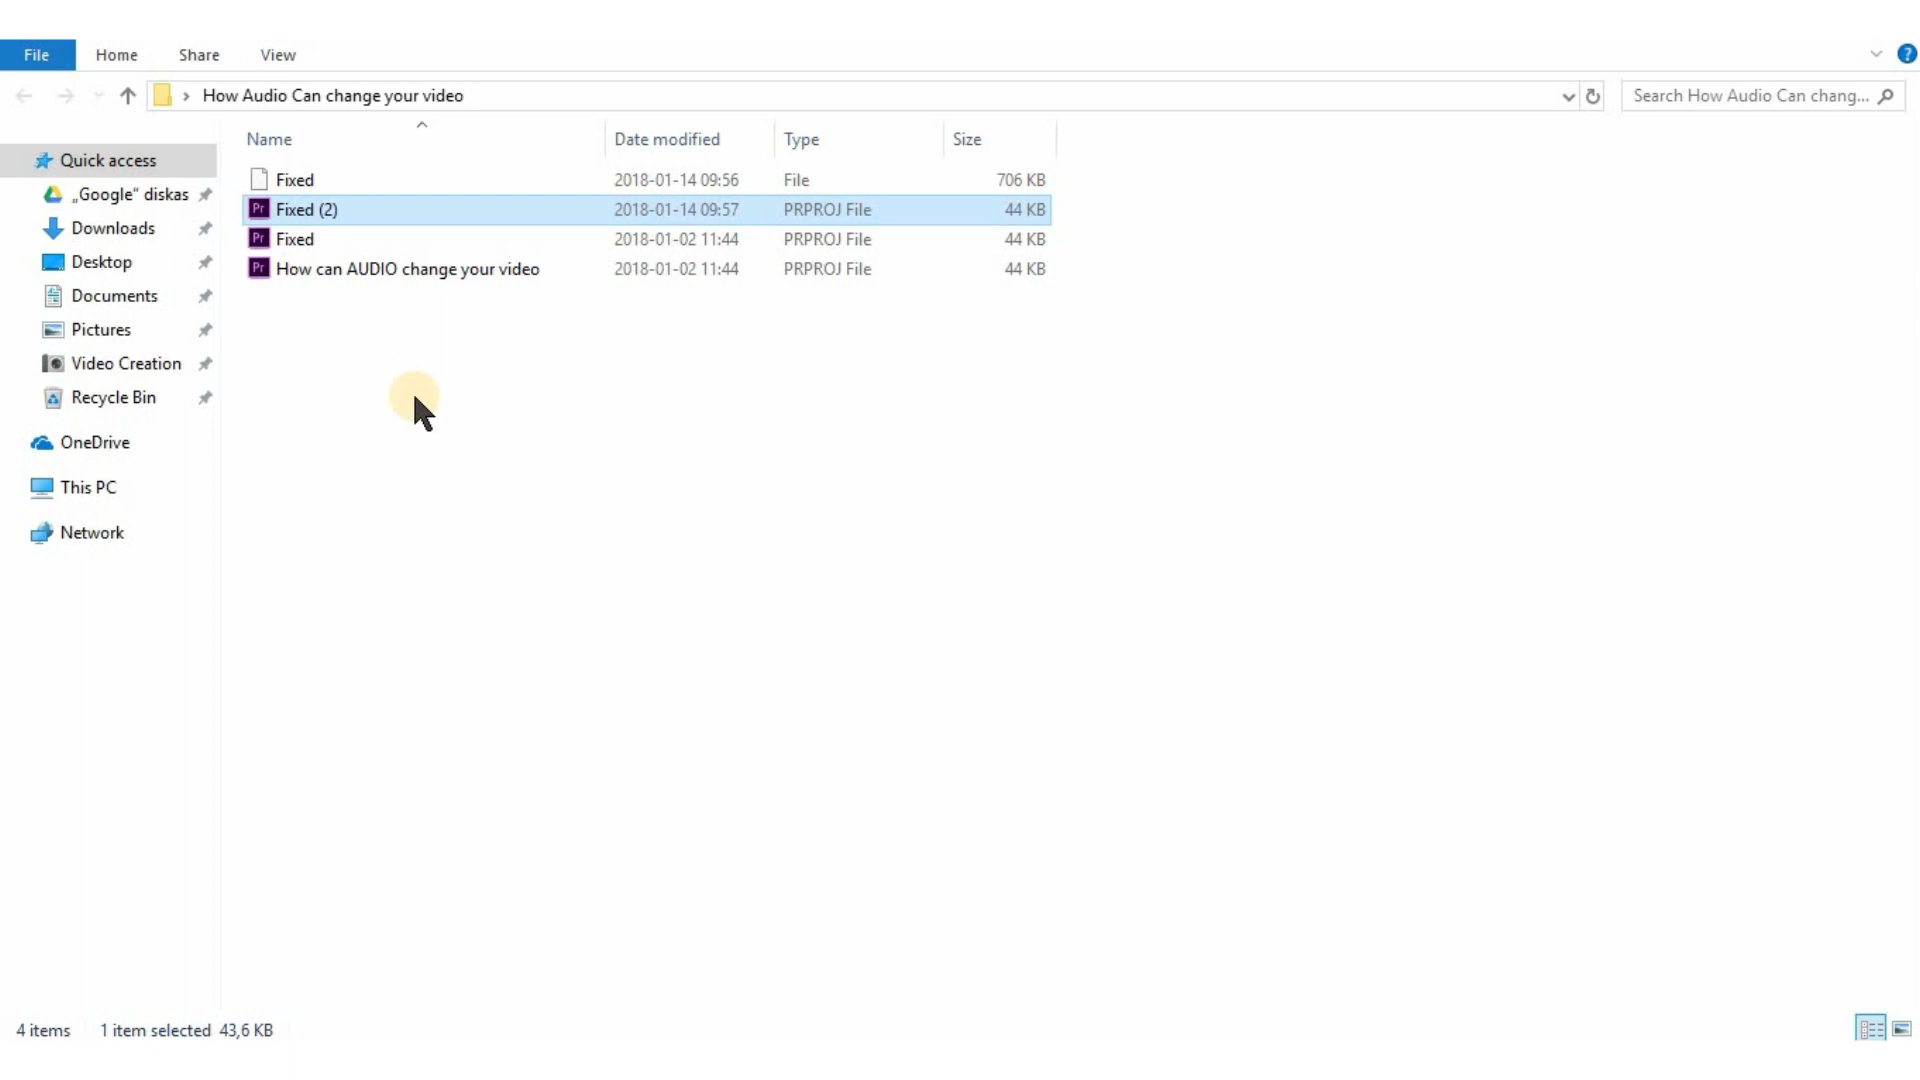 File Home Share View
How Audio Can change your video
Search How Audio Can chang...
Name Date modified Type Size
Quick access
Fixed 2018-01-14 09:56 File 706 KB
„Google“ diskas
Pr Fixed (2) 2018-01-14 09:57 PRPROJ File 44 KB
Downloads
Pr Fixed 2018-01-02 11:44 PRPROJ File 44 KB
Desktop
Pr How can AUDIO change your video 2018-01-02 11:44 PRPROJ File 44 KB
Documents
Pictures
Video Creation
Recycle Bin
OneDrive
This PC
Network
4 items 1 item selected 43,6 KB